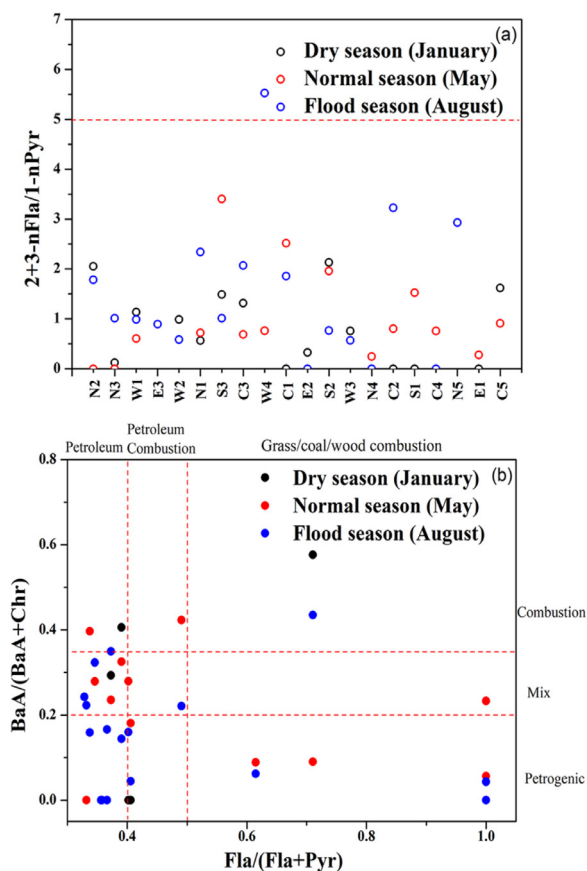 (a)
7
Dry season (January)
6
Normal season (May)
Flood season (August)
5
4
3
2
1
0
2+3-nFla/1-nPyr
N2 N3 W1 E3 W2 N1 S3 C3 W4 C1 E2 S2 W3 N4 C2 S1 C4 N5 E1 C5
Petroleum
Petroleum Combustion
Grass/coal/wood combustion
(b)
0.8
Dry season (January)
Normal season (May)
Flood season (August)
0.6
Combustion
0.4
Mix
0.2
Petrogenic
0.0
BaA/(BaA+Chr)
0.4 0.6 0.8 1.0
Fla/(Fla+Pyr)